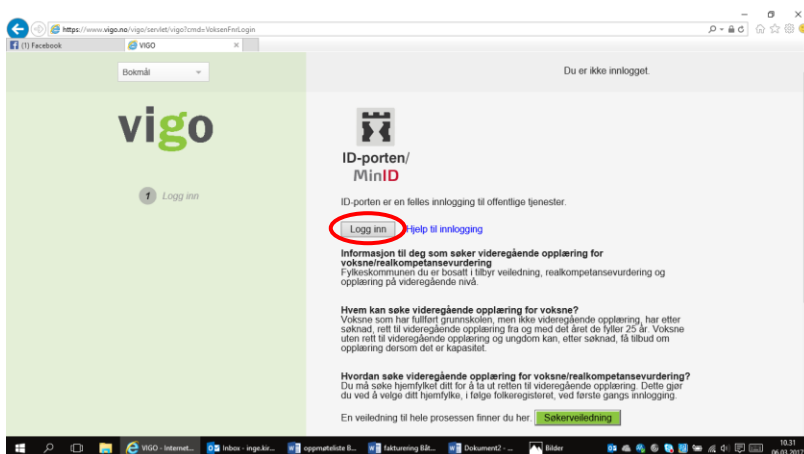 https://www.vigo.no/vigo/servlet/vigo?cmd=VoksenFnrLogin
(1) Facebook
VIGO
Bokmål
Du er ikke innlogget.
vigo
1 Logg inn
ID-porten/
MinID
ID-porten er en felles innlogging til offentlige tjenester.
Logg inn
Hjelp til innlogging
Informasjon til deg som søker videregående opplæring for
voksne/realkompetansevurdering
Fylkeskommunen du er bosatt i tilbyr veiledning, realkompetansevurdering og
opplæring på videregående nivå.
Hvem kan søke videregående opplæring for voksne?
Voksne som har fullført grunnskolen, men ikke videregående opplæring, har etter
søknad, rett til videregående opplæring fra og med det året de fyller 25 år. Voksne
uten rett til videregående opplæring og ungdom kan, etter søknad, få tilbud om
opplæring dersom det er kapasitet.
Hvordan søke videregående opplæring for voksne/realkompetansevurdering?
Du må søke hjemfylket ditt for å ta ut retten til videregående opplæring. Dette gjør
du ved å velge ditt hjemfylke, i følge folkeregisteret, ved første gangs innlogging.
En veiledning til hele prosessen finner du her.
Søkerveiledning
VIGO - Internet...
Inbox - inge.kir...
oppmøteliste B...
fakturering Båt...
Dokument2 - ...
Bilder
10.31
06.03.2017